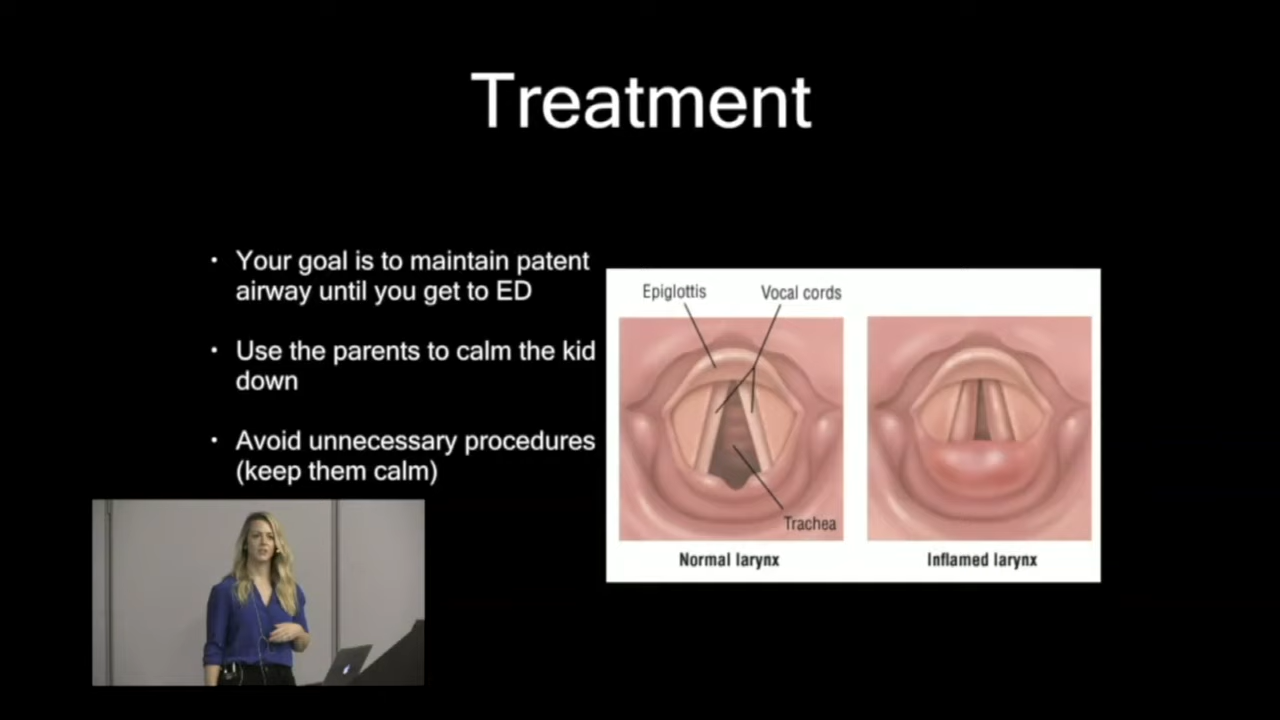 Treatment
• Your goal is to maintain patent
airway until you get to ED
• Use the parents to calm the kid
down
• Avoid unnecessary procedures
(keep them calm)
Epiglottis
Vocal cords
Trachea
Normal larynx
Inflamed larynx